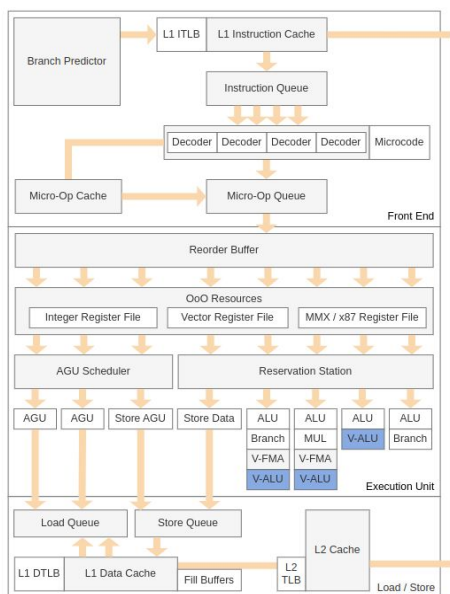 Branch Predictor
L1 ITLB
L1 Instruction Cache
Instruction Queue
Decoder
Decoder
Decoder
Decoder
Microcode
Micro-Op Cache
Micro-Op Queue
Front End
Reorder Buffer
OoO Resources
Integer Register File
Vector Register File
MMX / x87 Register File
AGU Scheduler
Reservation Station
AGU
AGU
Store AGU
Store Data
ALU
ALU
ALU
ALU
Branch
MUL
V-ALU
Branch
V-FMA
V-FMA
V-ALU
V-ALU
Execution Unit
Load Queue
Store Queue
L2 Cache
L1 DTLB
L1 Data Cache
Fill Buffers
L2
TLB
Load / Store